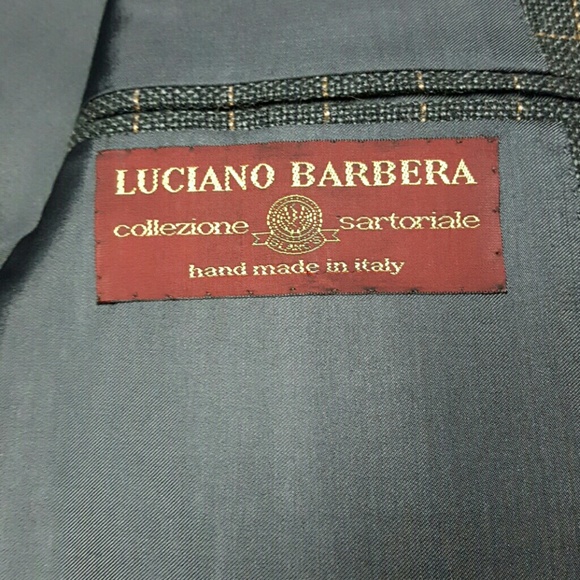 LUCIANO BARBERA
collezione sartoriale
hand made in italy